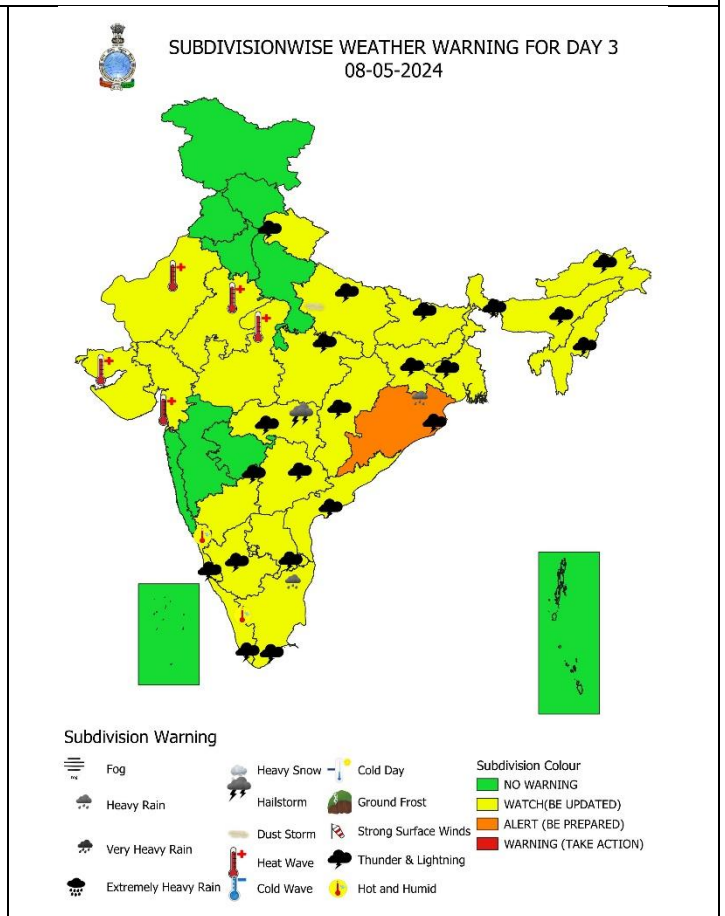 SUBDIVISIONWISE WEATHER WARNING FOR DAY 3
08-05-2024
Subdivision Warning
Fog
Heavy Rain
Very Heavy Rain
Extremely Heavy Rain
Heavy Snow
Hailstorm
Dust Storm
Heat Wave
Cold Wave
Cold Day
Ground Frost
Strong Surface Winds
Thunder & Lightning
Hot and Humid
Subdivision Colour
NO WARNING
WATCH(BE UPDATED)
ALERT (BE PREPARED)
WARNING (TAKE ACTION)